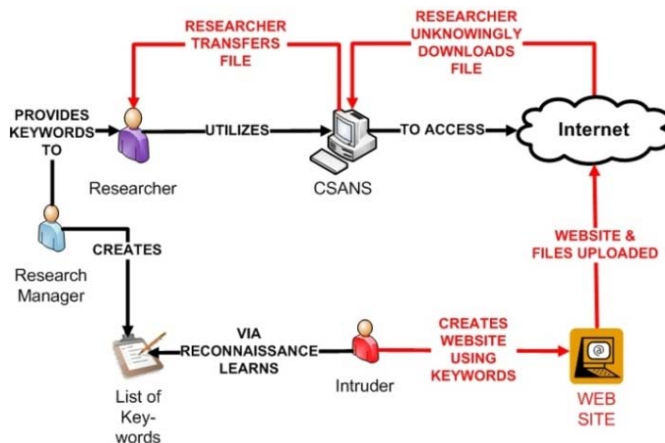 RESEARCHER
TRANSFERS
FILE
RESEARCHER
UNKNOWINGLY
DOWNLOADS
FILE
PROVIDES
KEYWORDS
TO
UTILIZES
TO ACCESS
Internet
Researcher
CSANS
CREATES
WEBSITE &
FILES UPLOADED
Research
Manager
VIA
RECONNAISSANCE
LEARNS
CREATES
WEBSITE
USING
KEYWORDS
@
List of
Key-
words
Intruder
WEB
SITE